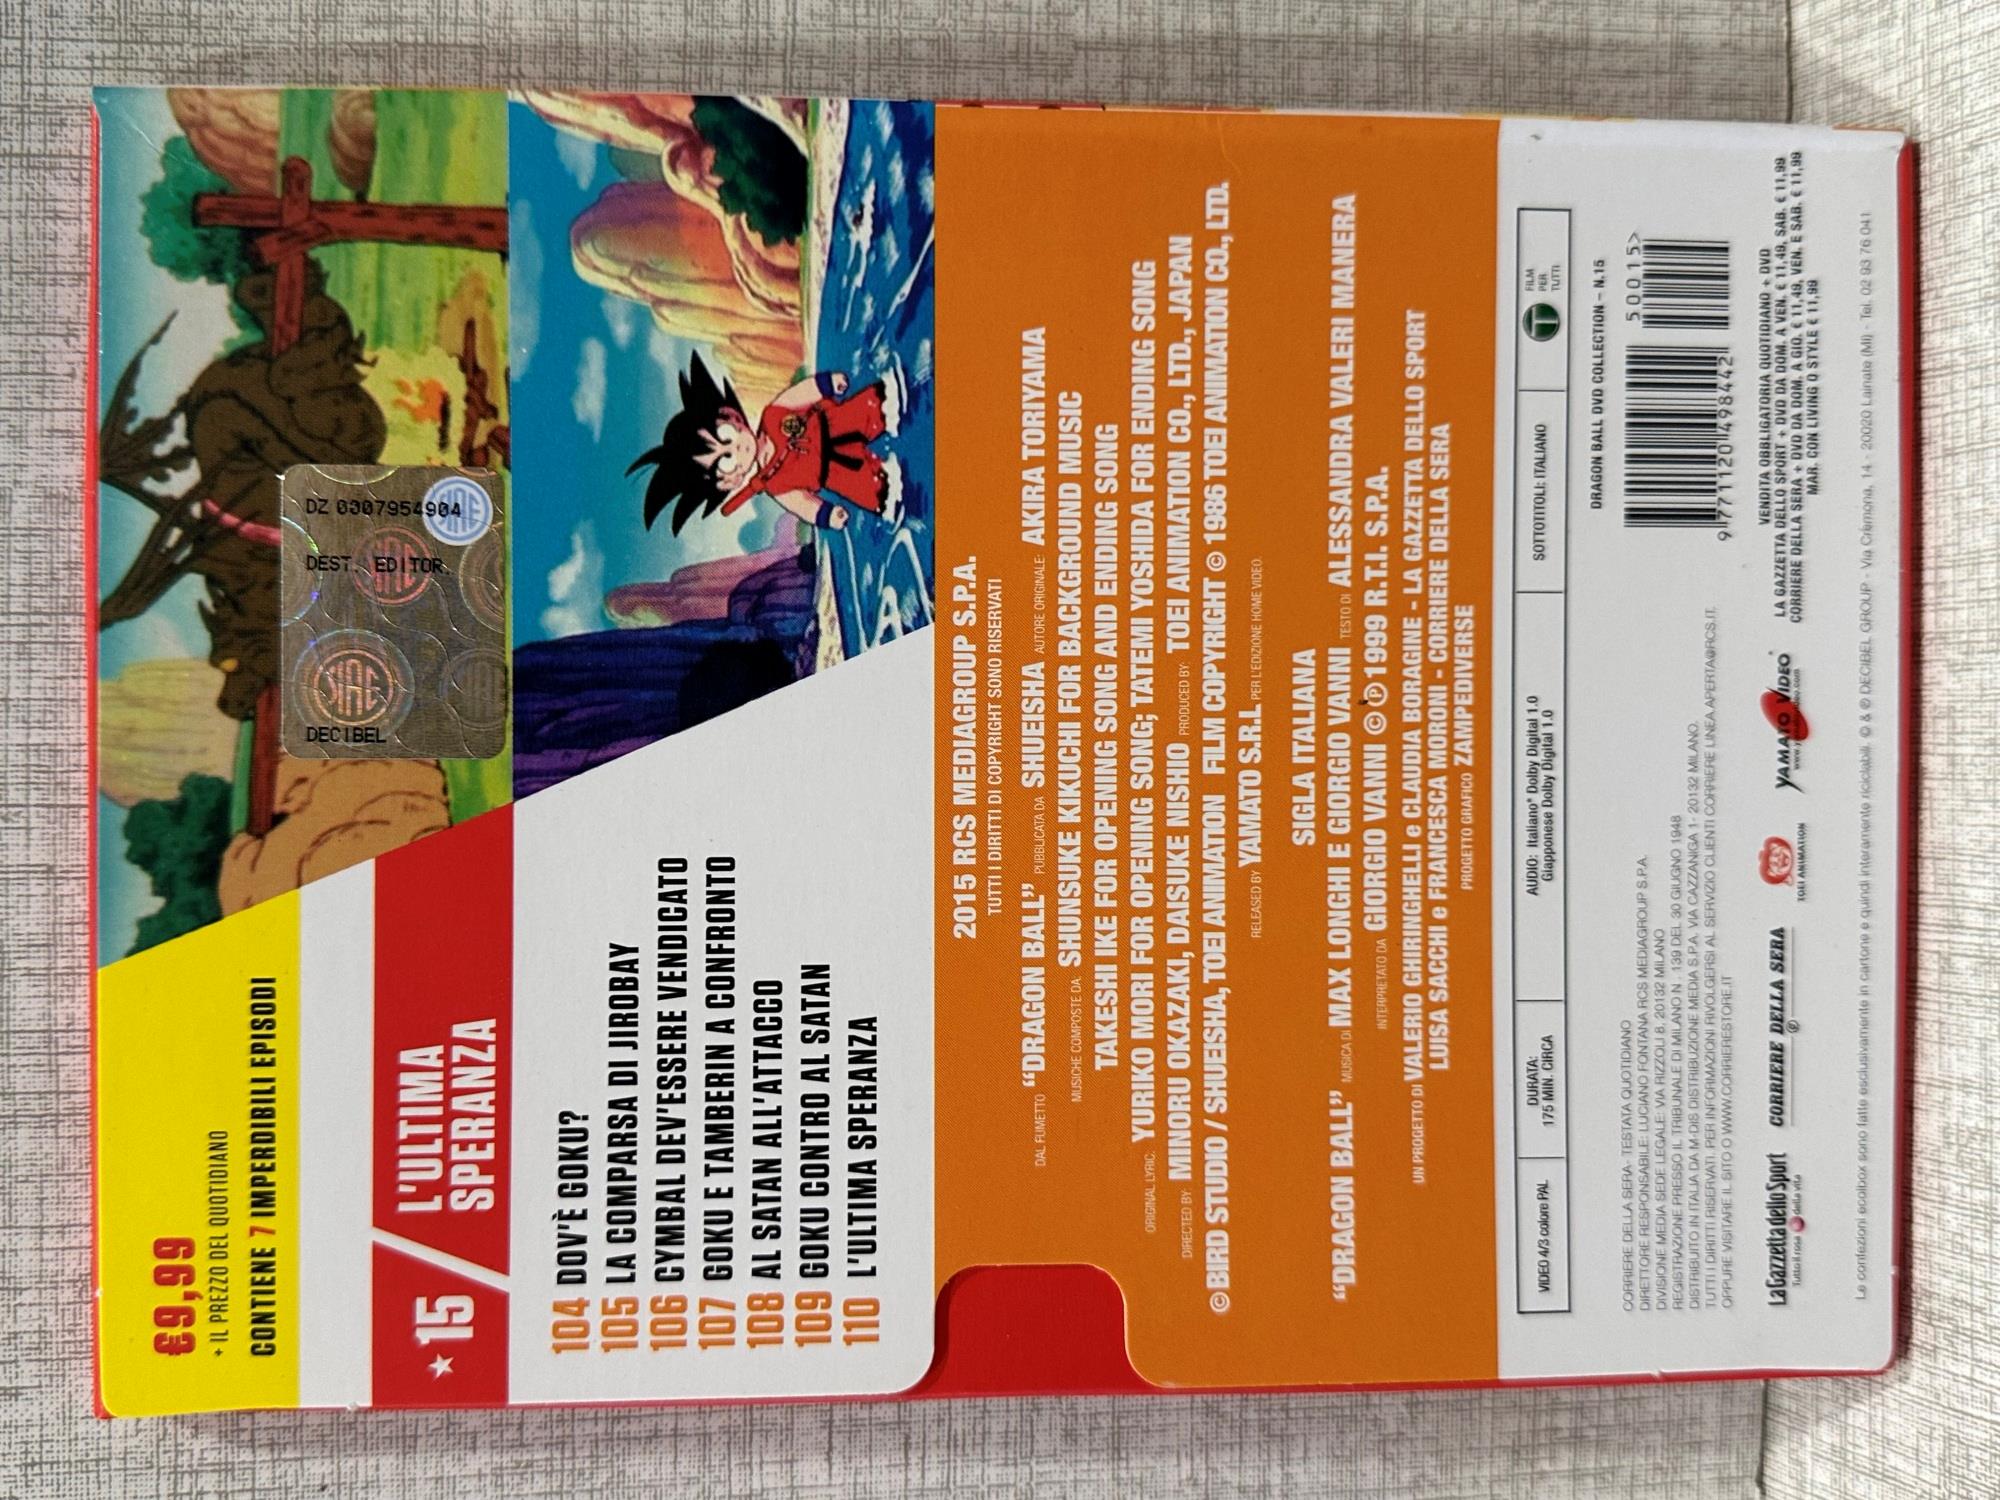 €9,99
+ IL PREZZO DEL QUOTIDIANO
CONTIENE 7 IMPERDIBILI EPISODI
DZ 0307954904
DEST. EDITOR.
SIAE
SIAE
SIAE
DECIBEL
15
L'ULTIMA
SPERANZA
104 DOV'È GOKU?
105 LA COMPARSA DI JIROBAY
106 CYMBAL DEV'ESSERE VENDICATO
107 GOKU E TAMBERIN A CONFRONTO
108 AL SATAN ALL'ATTACCO
109 GOKU CONTRO AL SATAN
110 L'ULTIMA SPERANZA
2015 RCS MEDIAGROUP S.P.A.
TUTTI I DIRITTI DI COPYRIGHT SONO RISERVATI
DAL FUMETTO “DRAGON BALL” PUBBLICATA DA SHUEISHA AUTORE ORIGINALE: AKIRA TORIYAMA
MUSICHE COMPOSTE DA: SHUNSUKE KIKUCHI FOR BACKGROUND MUSIC
TAKESHI IKE FOR OPENING SONG AND ENDING SONG
ORIGINAL LYRIC: YURIKO MORI FOR OPENING SONG; TATEMI YOSHIDA FOR ENDING SONG
DIRECTED BY: MINORU OKAZAKI, DAISUKE NISHIO PRODUCED BY: TOEI ANIMATION CO., LTD., JAPAN
© BIRD STUDIO / SHUEISHA, TOEI ANIMATION FILM COPYRIGHT © 1986 TOEI ANIMATION CO., LTD.
RELEASED BY YAMATO S.R.L PER L'EDIZIONE HOME VIDEO.
SIGLA ITALIANA
“DRAGON BALL” MUSICA DI MAX LONGHI E GIORGIO VANNI TESTO DI ALESSANDRA VALERI MANERA
INTERPRETATO DA GIORGIO VANNI © ℗ 1999 R.T.I. S.P.A.
UN PROGETTO DI VALERIO GHIRINGHELLI e CLAUDIA BORAGINE - LA GAZZETTA DELLO SPORT
LUISA SACCHI e FRANCESCA MORONI - CORRIERE DELLA SERA
PROGETTO GRAFICO ZAMPEDIVERSE
VIDEO 4/3 colore PAL
DURATA:
175 MIN. CIRCA
AUDIO: Italiano* Dolby Digital 1.0
Giapponese Dolby Digital 1.0
SOTTOTITOLI: ITALIANO
T
FILM
PER
TUTTI
CORRIERE DELLA SERA - TESTATA QUOTIDIANO
DIRETTORE RESPONSABILE: LUCIANO FONTANA RCS MEDIAGROUP S.P.A.
DIVISIONE MEDIA SEDE LEGALE: VIA RIZZOLI 8, 20132 MILANO
REGISTRAZIONE PRESSO IL TRIBUNALE DI MILANO N. 139 DEL 30 GIUGNO 1948
DISTRIBUITO IN ITALIA DA M-DIS DISTRIBUZIONE MEDIA S.P.A. VIA CAZZANIGA 1- 20132 MILANO.
TUTTI I DIRITTI RISERVATI. PER INFORMAZIONI RIVOLGERSI AL SERVIZIO CLIENTI CORRIERE LINEA.APERTA@RCS.IT.
OPPURE VISITARE IL SITO O WWW.CORRIERESTORE.IT
DRAGON BALL DVD COLLECTION – N.15
50015>
9 771120 498442
VENDITA OBBLIGATORIA QUOTIDIANO + DVD
LA GAZZETTA DELLO SPORT + DVD DA DOM. A VEN. € 11,49, SAB. € 11,99
CORRIERE DELLA SERA + DVD DA DOM. A GIO. € 11,49, VEN. E SAB. € 11,99
MAR. CON LIVING O STYLE € 11,99
La Gazzetta dello Sport
Tutto il rosa della vita
CORRIERE DELLA SERA
TOEI ANIMATION
YAMATO VIDEO
Le confezioni ecolbox sono fatte esclusivamente in cartone e quindi interamente riciclabili. © & ® DECIBEL GROUP - Via Cremona, 14 - 20020 Lainate (MI) - Tel. 02 93 76 041